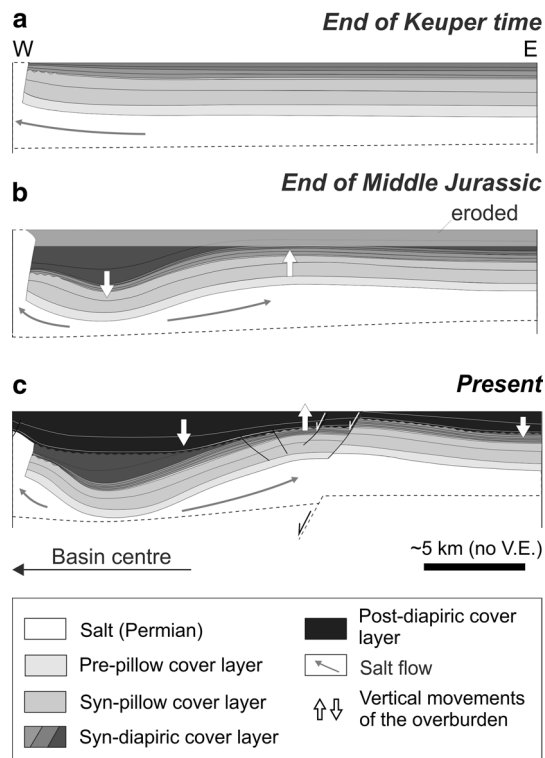 a
End of Keuper time
W
E
b
End of Middle Jurassic
eroded
c
Present
Basin centre
~5 km (no V.E.)
Salt (Permian)
Pre-pillow cover layer
Syn-pillow cover layer
Syn-diapiric cover layer
Post-diapiric cover
layer
Salt flow
Vertical movements
of the overburden